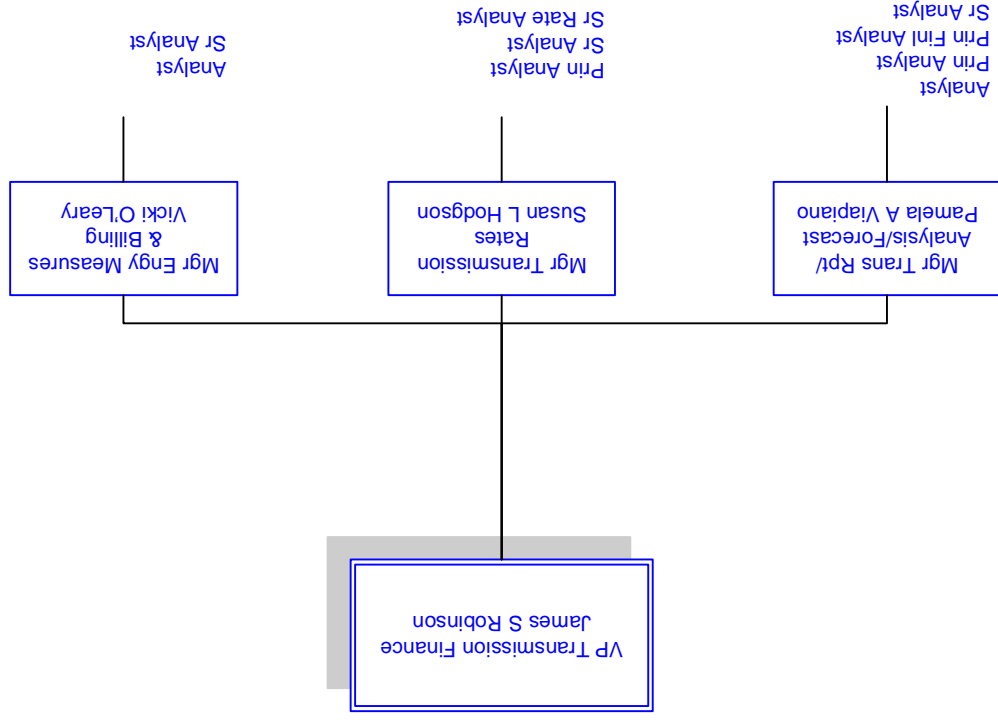 VP Transmission Finance
James S Robinson
Mgr Trans Rpt/
Analysis/Forecast
Pamela A Viapiano
Analyst
Prin Analyst
Prin Finl Analyst
Sr Analyst
Mgr Transmission
Rates
Susan L Hodgson
Prin Analyst
Sr Analyst
Sr Rate Analyst
Mgr Engy Measures
& Billing
Vicki O'Leary
Analyst
Sr Analyst